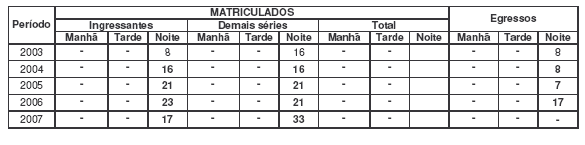 MATRICULADOS
Período Ingressantes Demais séries Total Egressos
Manhã Tarde Noite Manhã Tarde Noite Manhã Tarde Noite Manhã Tarde Noite
2003 - - 8 - - 16 - - - - 8
2004 - - 16 - - 16 - - - - 8
2005 - - 21 - - 21 - - - - 7
2006 - - 23 - - 21 - - - - 17
2007 - - 17 - - 33 - - - - -